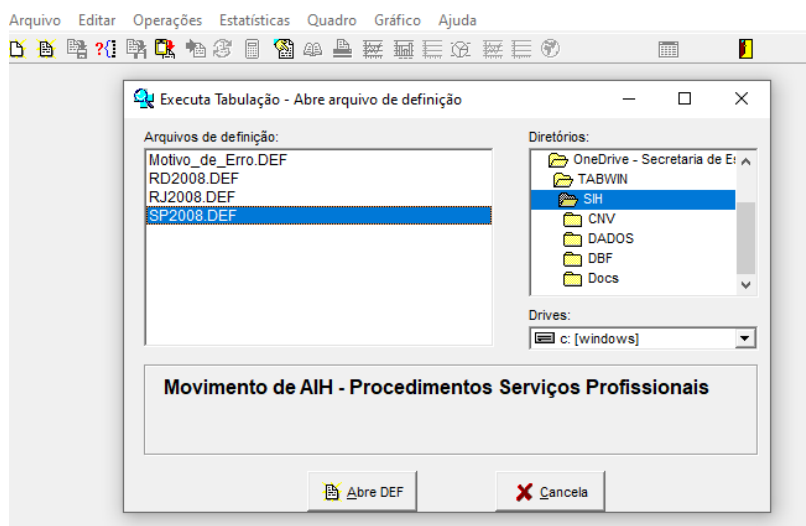 Arquivo Editar Operações Estatísticas Quadro Gráfico Ajuda
Executa Tabulação - Abre arquivo de definição
Arquivos de definição:
Motivo_de_Erro.DEF
RD2008.DEF
RJ2008.DEF
SP2008.DEF
Diretórios:
OneDrive - Secretaria de E
TABWIN
SIH
CNV
DADOS
DBF
Docs
Drives:
c: [windows]
Movimento de AIH - Procedimentos Serviços Profissionais
Abre DEF
Cancela